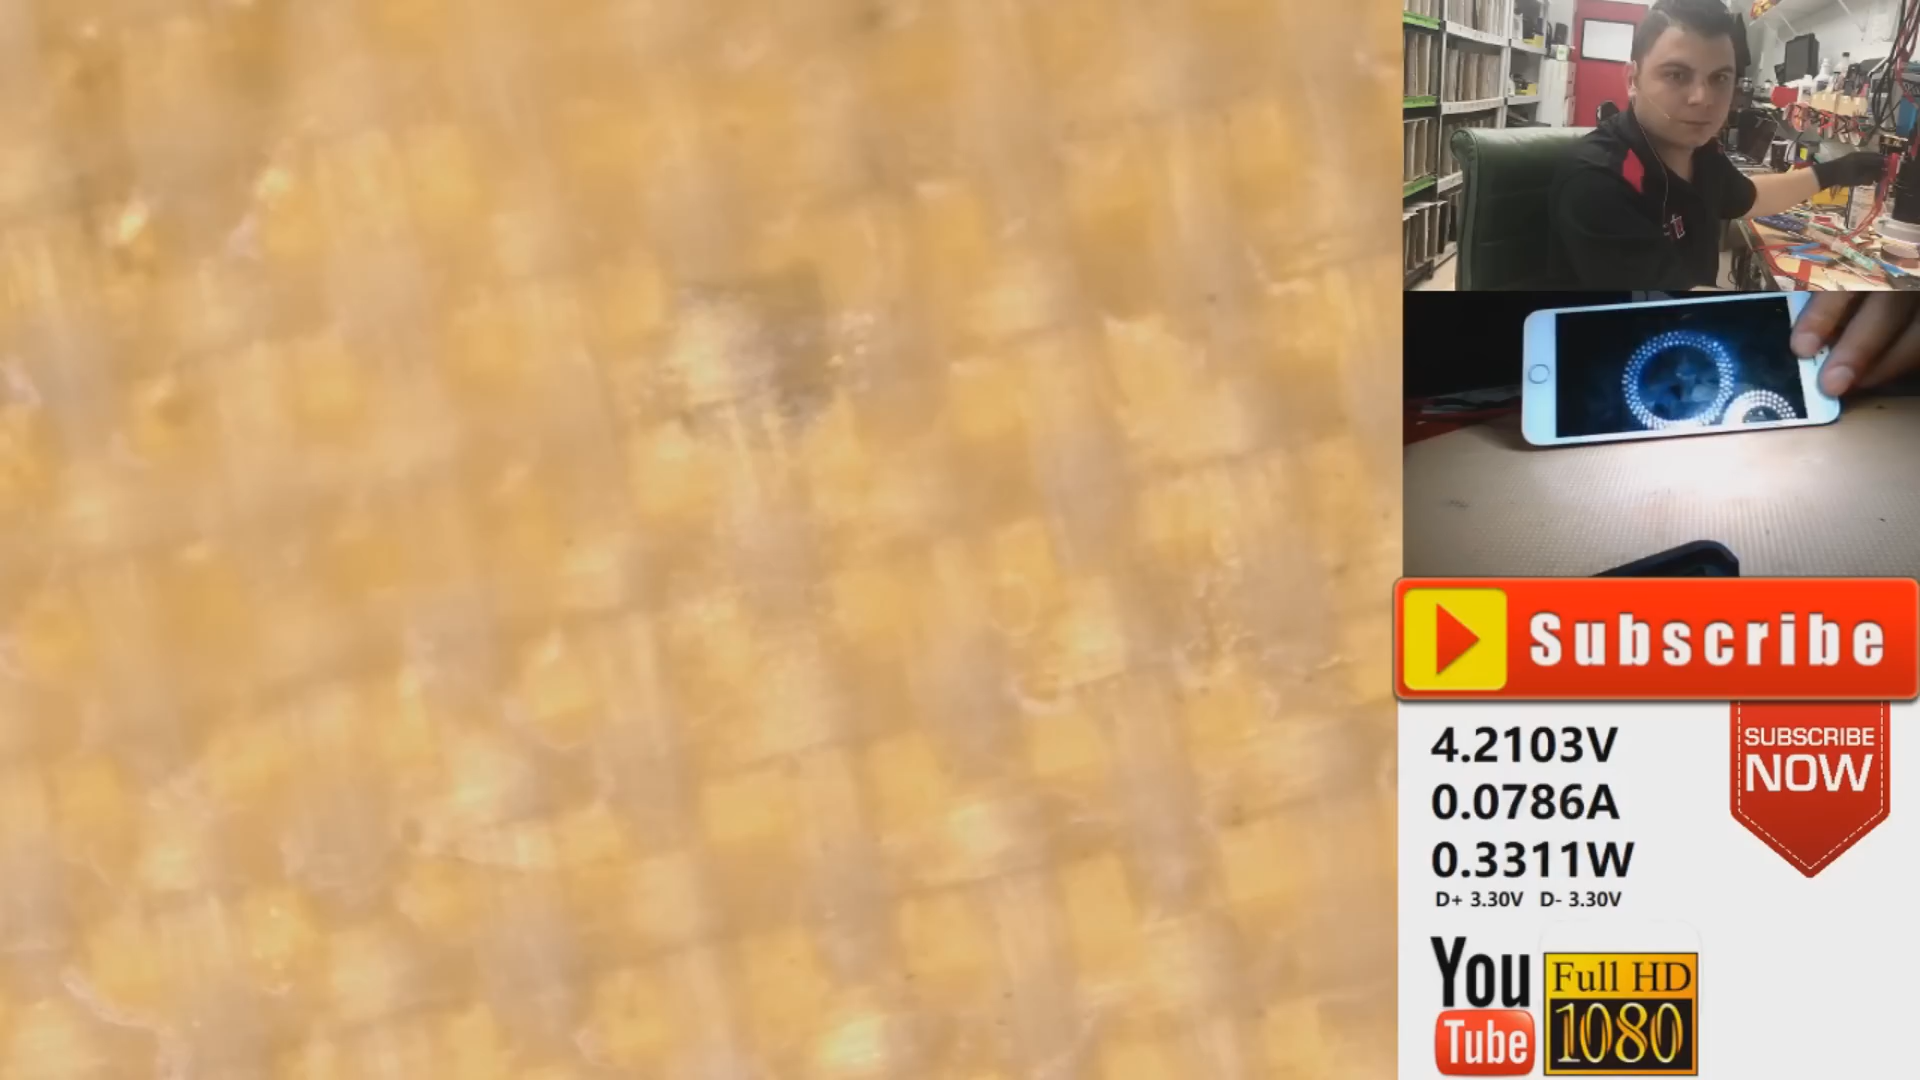 Subscribe
4.2103V
0.0786A
0.3311W
D+ 3.30V D- 3.30V
SUBSCRIBE
NOW
You
Tube
Full HD
1080